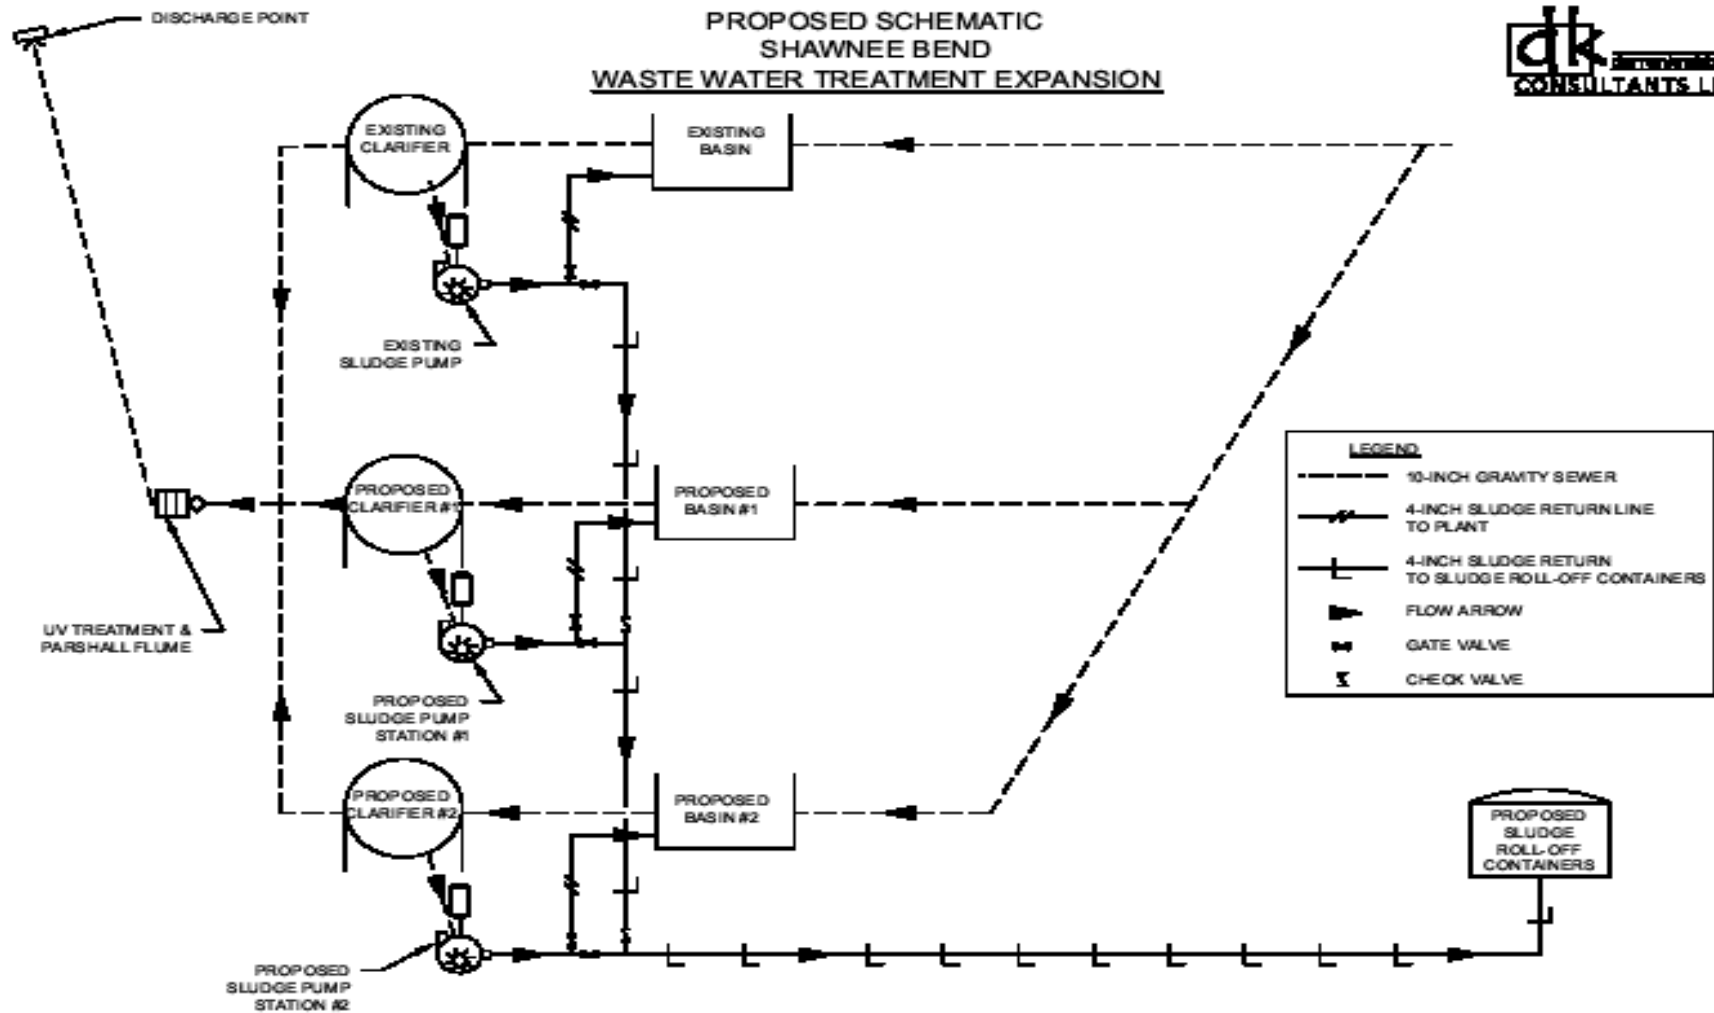 DISCHARGE POINT
PROPOSED SCHEMATIC
SHAWNEE BEND
WASTE WATER TREATMENT EXPANSION
dk
CONSULTANTS L
EXISTING
CLARIFIER
EXISTING
BASIN
EXISTING
SLUDGE PUMP
PROPOSED
CLARIFIER #1
PROPOSED
BASIN #1
UV TREATMENT &
PARSHALL FLUME
PROPOSED
SLUDGE PUMP
STATION #1
LEGEND
10-INCH GRAVITY SEWER
4-INCH SLUDGE RETURN LINE
TO PLANT
4-INCH SLUDGE RETURN
TO SLUDGE ROLL-OFF CONTAINERS
FLOW ARROW
GATE VALVE
CHECK VALVE
PROPOSED
CLARIFIER #2
PROPOSED
BASIN #2
PROPOSED
SLUDGE
ROLL-OFF
CONTAINERS
PROPOSED
SLUDGE PUMP
STATION #2